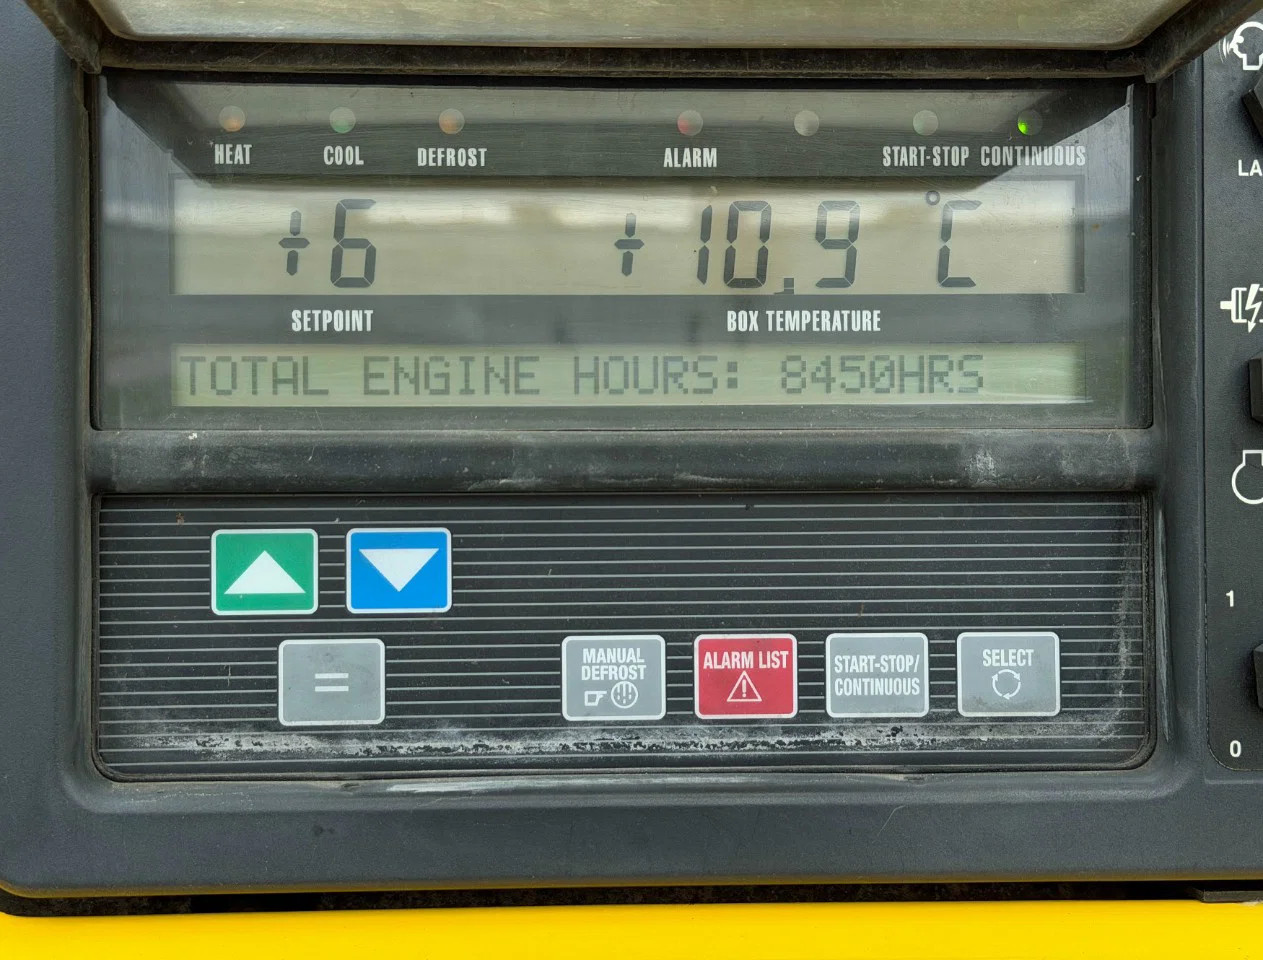 HEAT COOL DEFROST ALARM START-STOP CONTINUOUS
+6 +10.9 °C
SETPOINT BOX TEMPERATURE
TOTAL ENGINE HOURS: 8450HRS
MANUAL DEFROST
ALARM LIST
START-STOP/
CONTINUOUS
SELECT
=
LA
1
0